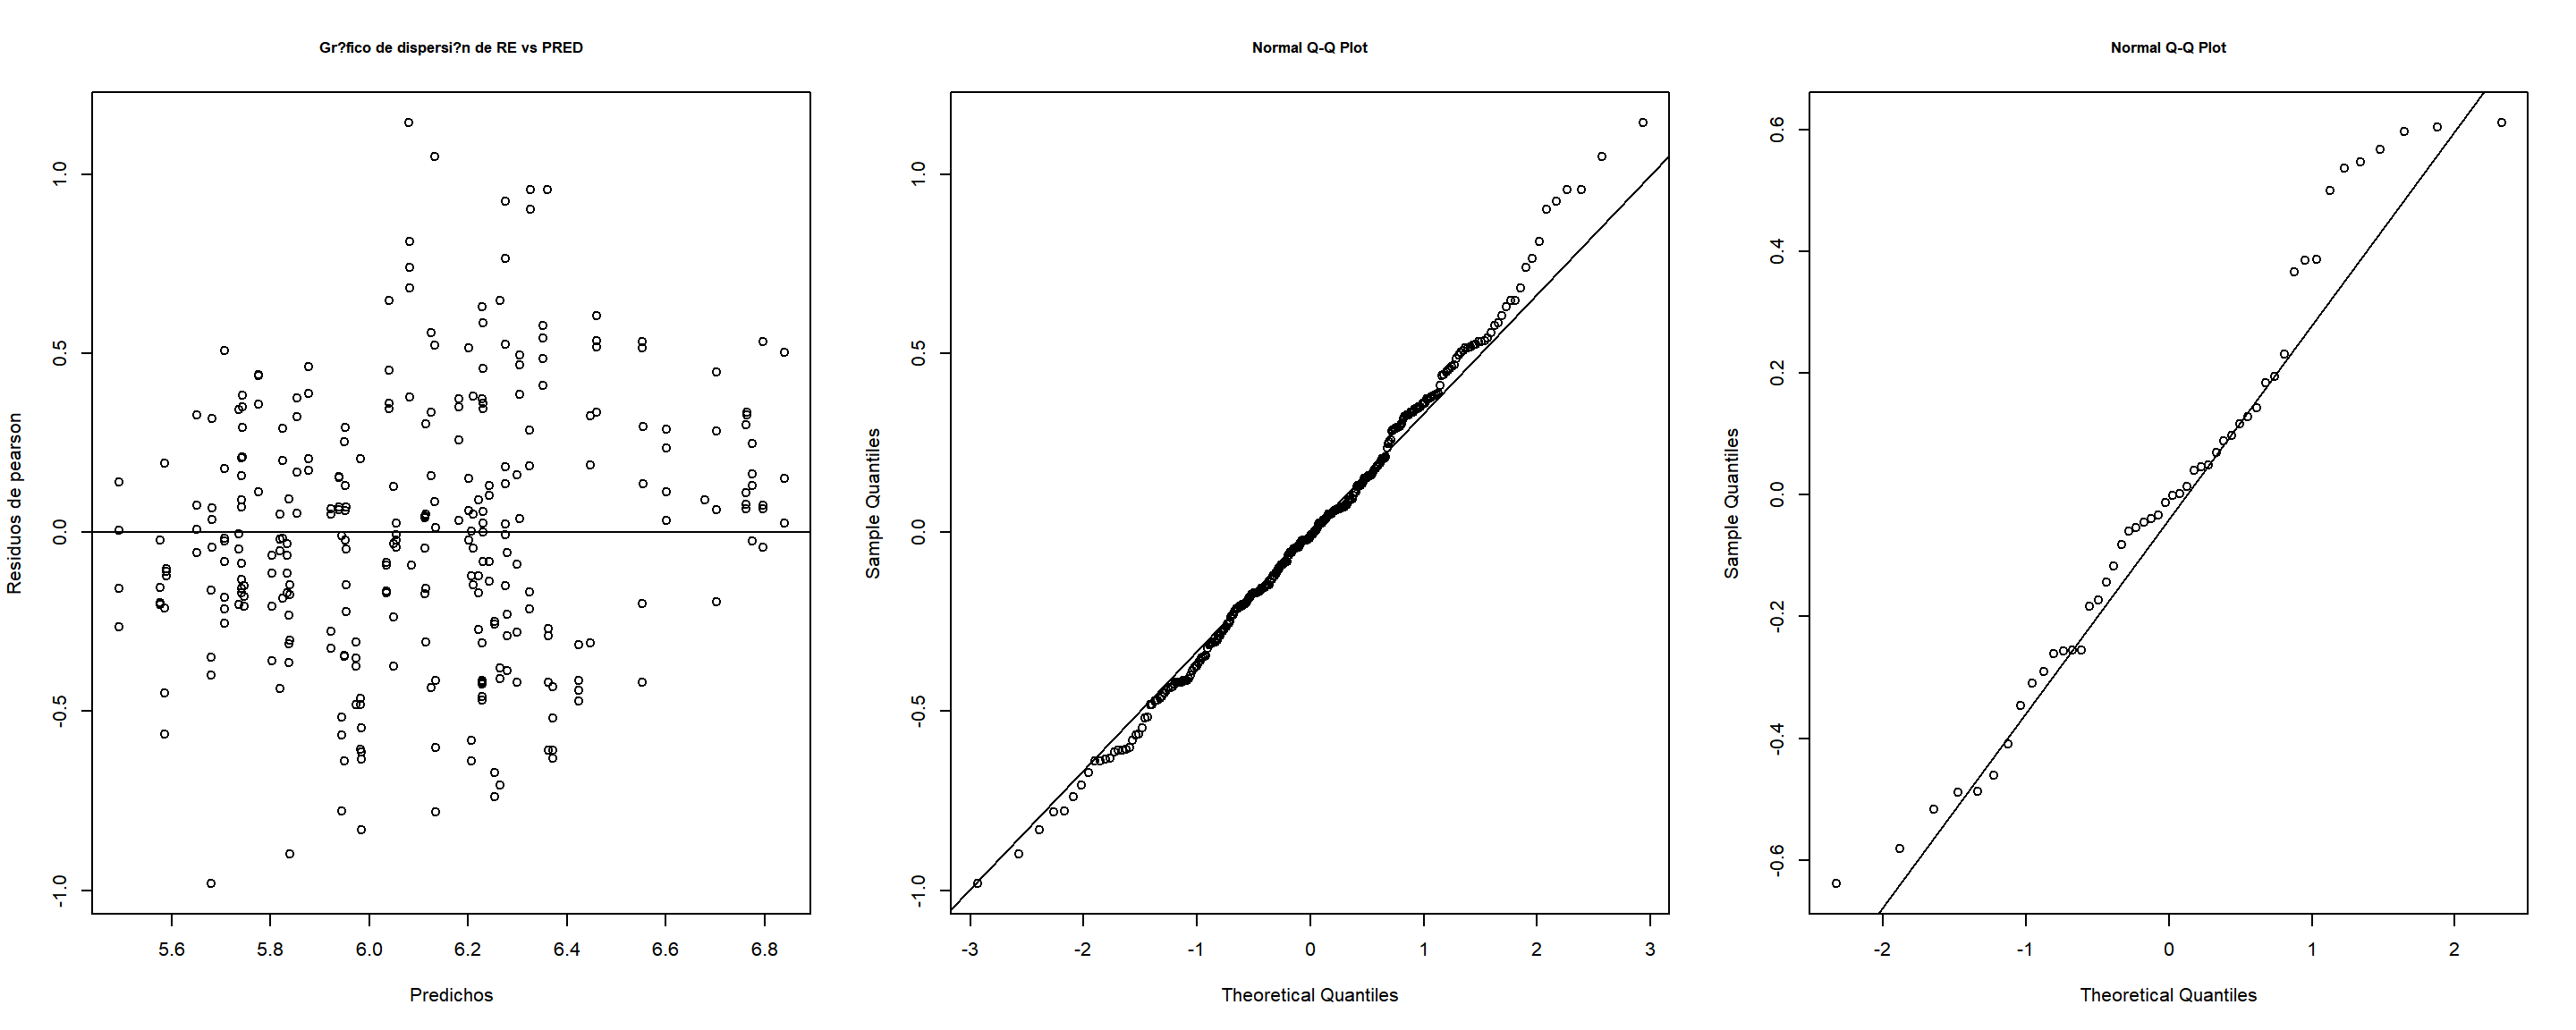 Gr?fico de dispersi?n de RE vs PRED
Residuos de pearson
1.0
0.5
0.0
-0.5
-1.0
5.6 5.8 6.0 6.2 6.4 6.6 6.8
Predichos
Normal Q-Q Plot
Sample Quantiles
1.0
0.5
0.0
-0.5
-1.0
-3 -2 -1 0 1 2 3
Theoretical Quantiles
Normal Q-Q Plot
Sample Quantiles
0.6
0.4
0.2
0.0
-0.2
-0.4
-0.6
-2 -1 0 1 2
Theoretical Quantiles